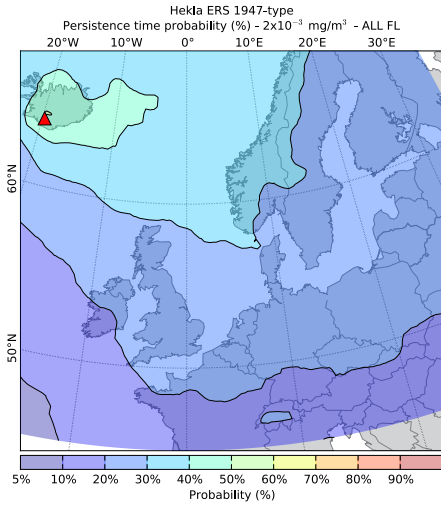 Hekla ERS 1947-type
Persistence time probability (%) - 2x10⁻³ mg/m³ - ALL FL
20°W 10°W 0° 10°E 20°E 30°E
60°N
50°N
5% 10% 20% 30% 40% 50% 60% 70% 80% 90%
Probability (%)